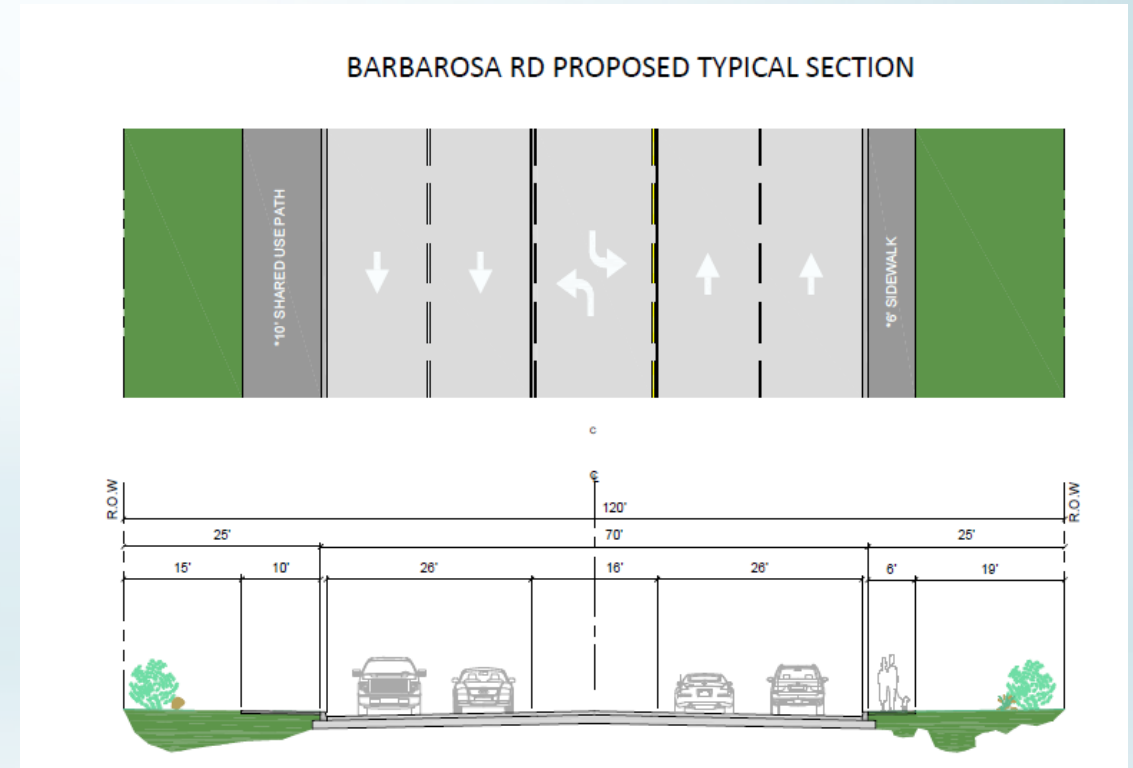 BARBAROSA RD PROPOSED TYPICAL SECTION
*10' SHARED USE PATH
*6' SIDEWALK
C
℄
R.O.W
R.O.W
120'
25'
70'
25'
15'
10'
26'
16'
26'
6'
19'